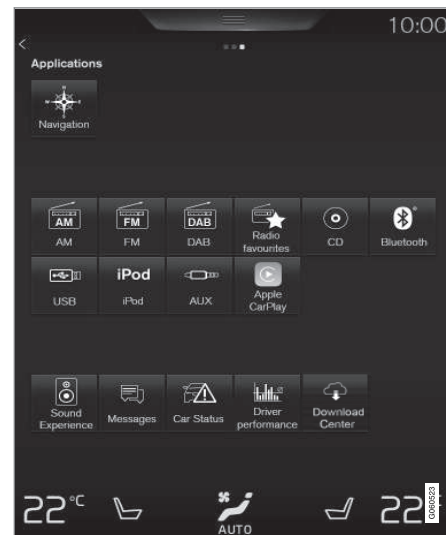 10:00
<
Applications
Navigation
AM
FM
DAB
AM
FM
DAB
Radio
favourites
CD
Bluetooth
iPod
USB
iPod
AUX
Apple
CarPlay
Sound
Experience
Messages
Car Status
Driver
performance
Download
Center
22°C
AUTO
22
G060523